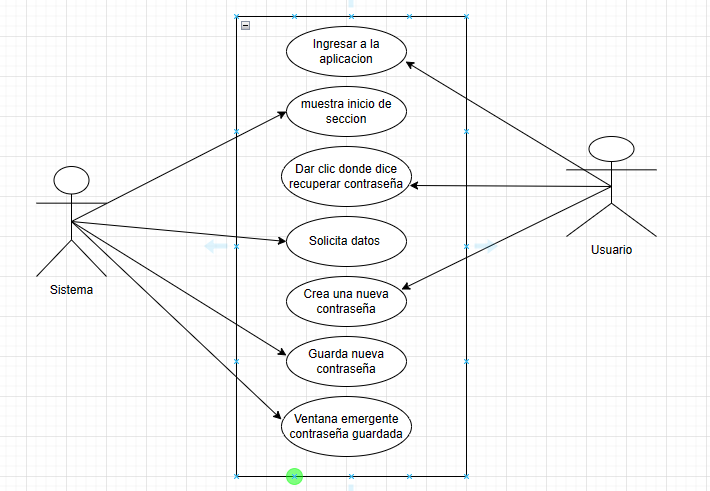 Ingresar a la
aplicacion
muestra inicio de
seccion
Dar clic donde dice
recuperar contraseña
Solicita datos
Usuario
Sistema
Crea una nueva
contraseña
Guarda nueva
contraseña
Ventana emergente
contraseña guardada